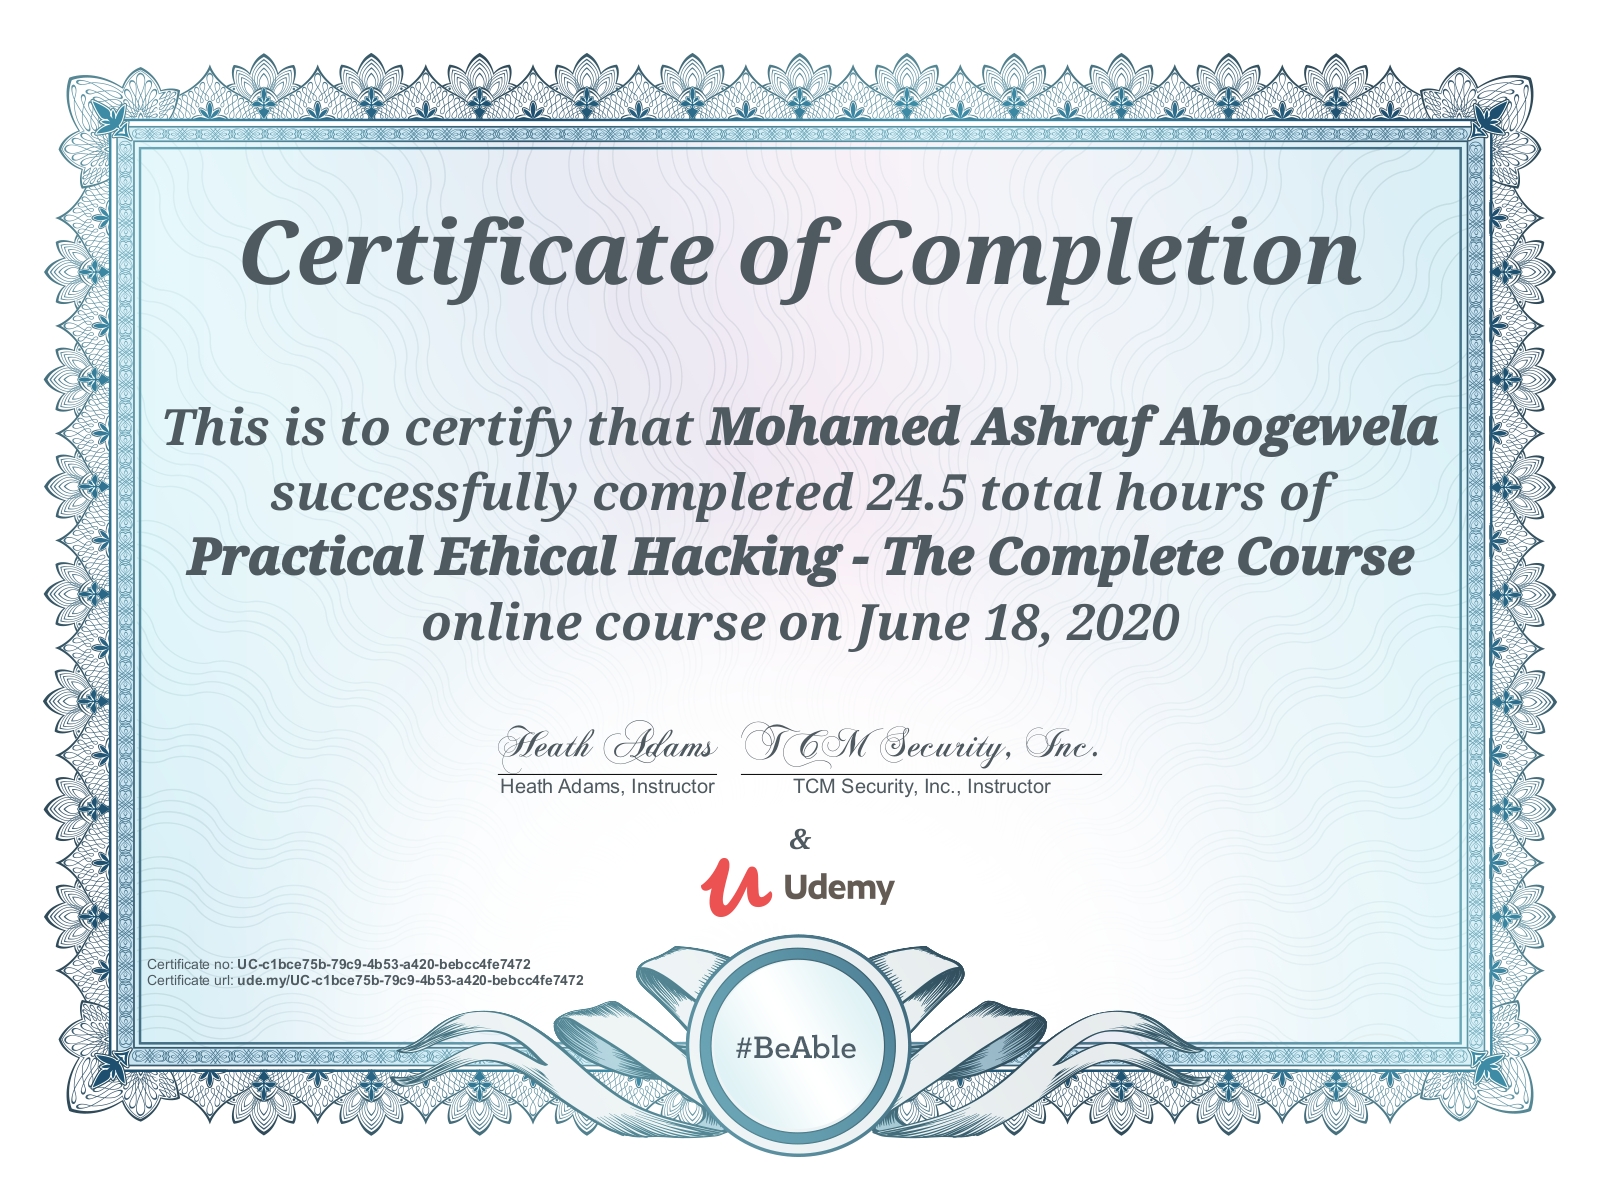 Certificate of Completion
This is to certify that Mohamed Ashraf Abogewela
successfully completed 24.5 total hours of
Practical Ethical Hacking - The Complete Course
online course on June 18, 2020
Heath Adams
TCM Security, Inc.
Heath Adams, Instructor
TCM Security, Inc., Instructor
&
Udemy
Certificate no: UC-c1bce75b-79c9-4b53-a420-bebcc4fe7472
Certificate url: ude.my/UC-c1bce75b-79c9-4b53-a420-bebcc4fe7472
#BeAble